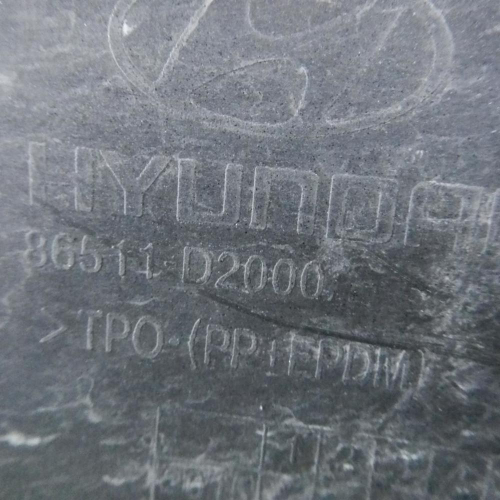 HYUNDAI
86511-D2000
>TPO-(PP+EPDM)